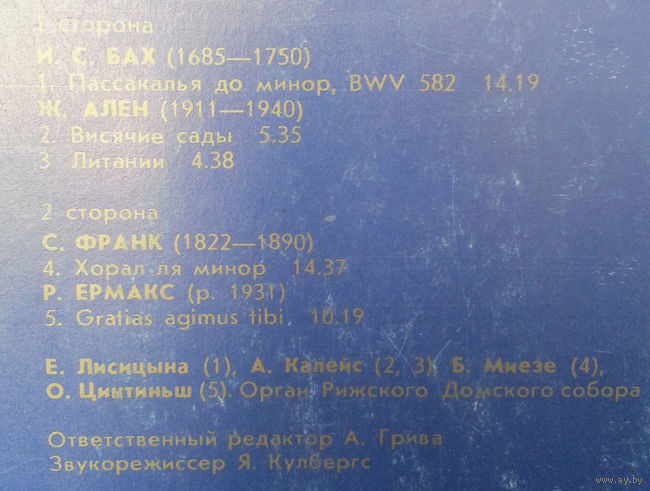 1 сторона
И. С. БАХ (1685—1750)
1. Пассакалья до минор, BWV 582 14.19
Ж. АЛЕН (1911—1940)
2. Висячие сады 5.35
3 Литании 4.38
2 сторона
С. ФРАНК (1822—1890)
4. Хорал ля минор 14.37
Р. ЕРМАКС (р. 1931)
5. Gratias agimus tibi. 10.19
Е. Лисицына (1), А. Калейс (2, 3), Б. Миезе (4),
О. Цинтиньш (5). Орган Рижского Домского собора
Ответственный редактор А. Грива
Звукорежиссер Я. Кулбергс
www.ay.by